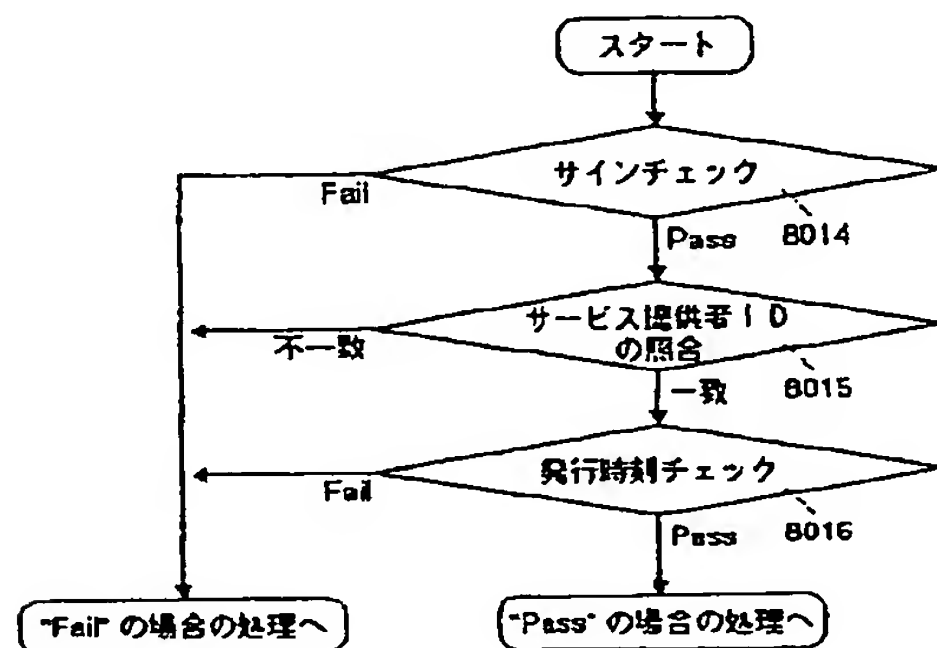 スタート
サインチェック
Fail
Pass
8014
サービス提供者ID
の照合
不一致
一致
8015
発行時刻チェック
Fail
Pass
8016
"Fail" の場合の処理へ
"Pass" の場合の処理へ